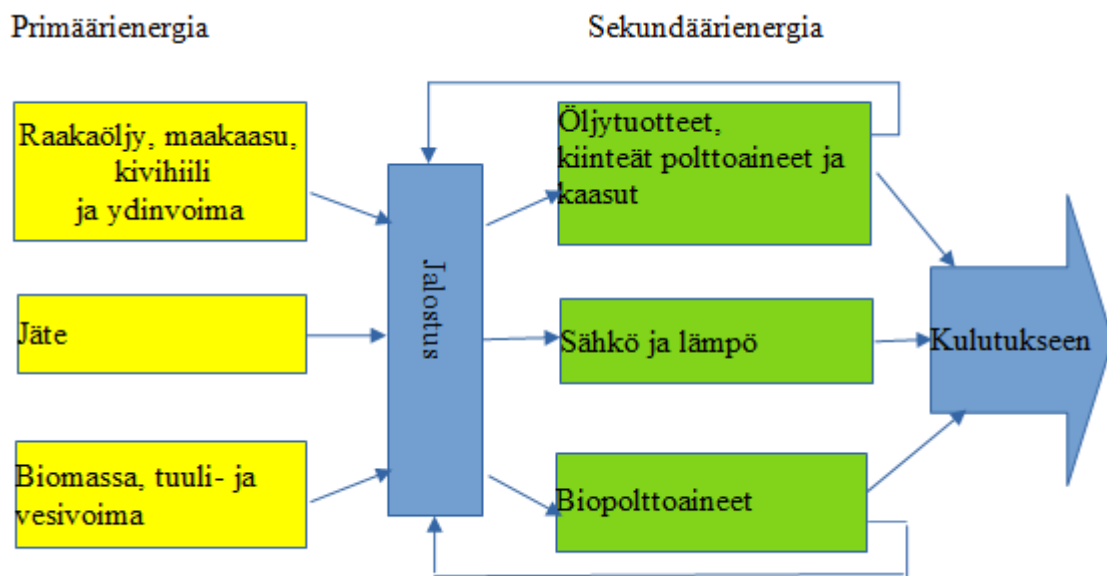 Primäärienergia
Sekundäärienergia
Raakaöljy, maakaasu,
kivihiili
ja ydinvoima
Jäte
Biomassa, tuuli- ja
vesivoima
Jalostus
Öljytuotteet,
kiinteät polttoaineet ja
kaasut
Sähkö ja lämpö
Biopolttoaineet
Kulutukseen